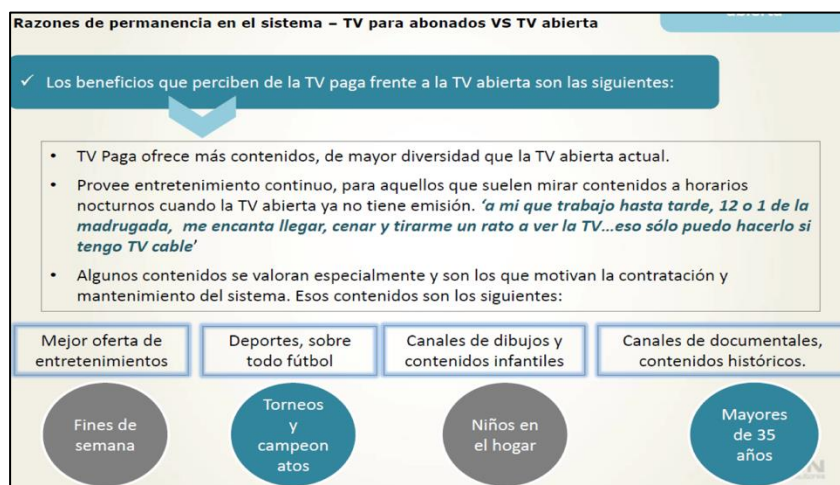 Razones de permanencia en el sistema – TV para abonados VS TV abierta
abierta
✓ Los beneficios que perciben de la TV paga frente a la TV abierta son las siguientes:
• TV Paga ofrece más contenidos, de mayor diversidad que la TV abierta actual.
• Provee entretenimiento continuo, para aquellos que suelen mirar contenidos a horarios
nocturnos cuando la TV abierta ya no tiene emisión. ‘a mi que trabajo hasta tarde, 12 o 1 de la
madrugada, me encanta llegar, cenar y tirarme un rato a ver la TV...eso sólo puedo hacerlo si
tengo TV cable’
• Algunos contenidos se valoran especialmente y son los que motivan la contratación y
mantenimiento del sistema. Esos contenidos son los siguientes:
Mejor oferta de
entretenimientos
Deportes, sobre
todo fútbol
Canales de dibujos y
contenidos infantiles
Canales de documentales,
contenidos históricos.
Fines de
semana
Torneos
y
campeon
atos
Niños en
el hogar
Mayores
de 35
años